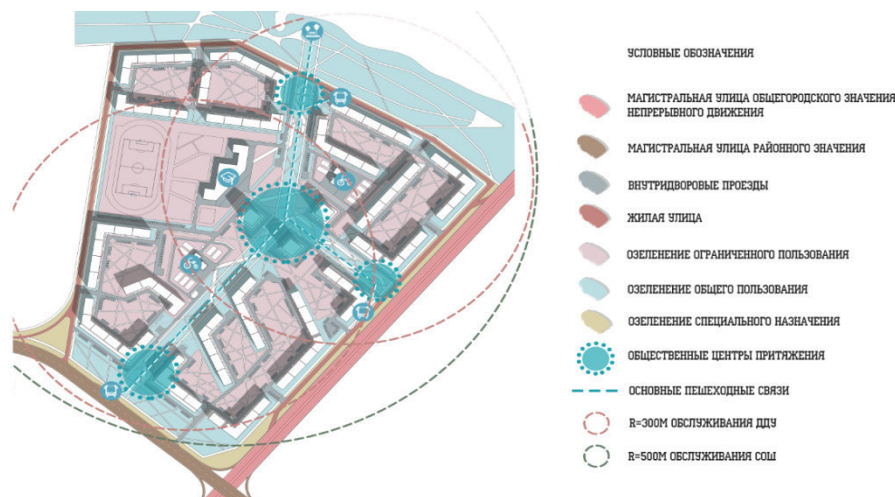 УСЛОВНЫЕ ОБОЗНАЧЕНИЯ
МАГИСТРАЛЬНАЯ УЛИЦА ОБЩЕГОРОДСКОГО ЗНАЧЕНИЯ
НЕПРЕРЫВНОГО ДВИЖЕНИЯ
МАГИСТРАЛЬНАЯ УЛИЦА РАЙОННОГО ЗНАЧЕНИЯ
ВНУТРИДВОРОВЫЕ ПРОЕЗДЫ
ЖИЛАЯ УЛИЦА
ОЗЕЛЕНЕНИЕ ОГРАНИЧЕННОГО ПОЛЬЗОВАНИЯ
ОЗЕЛЕНЕНИЕ ОБЩЕГО ПОЛЬЗОВАНИЯ
ОЗЕЛЕНЕНИЕ СПЕЦИАЛЬНОГО НАЗНАЧЕНИЯ
ОБЩЕСТВЕННЫЕ ЦЕНТРЫ ПРИТЯЖЕНИЯ
ОСНОВНЫЕ ПЕШЕХОДНЫЕ СВЯЗИ
R=300М ОБСЛУЖИВАНИЯ ДДУ
R=500М ОБСЛУЖИВАНИЯ СОШ